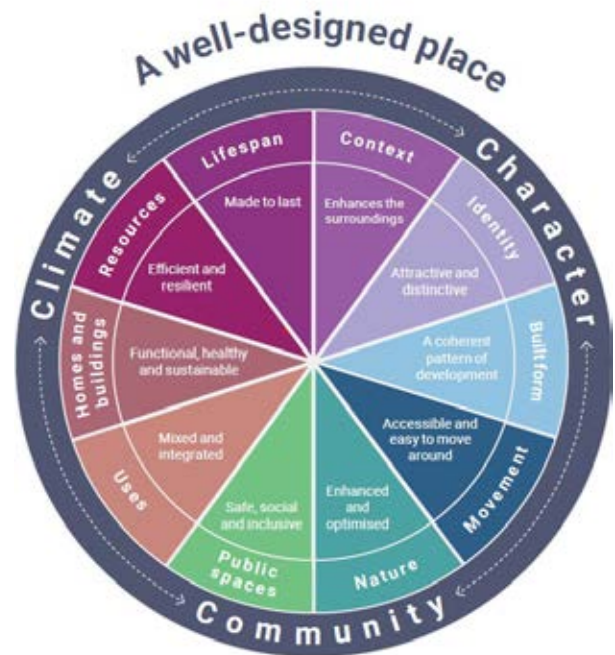 A well-designed place
Climate
Character
Community
Context
Enhances the
surroundings
Identity
Attractive and
distinctive
Built form
A coherent
pattern of
development
Movement
Accessible and
easy to move
around
Nature
Enhanced
and
optimised
Public
spaces
Safe, social
and inclusive
Uses
Mixed and
integrated
Homes and
buildings
Functional, healthy
and sustainable
Resources
Efficient and
resilient
Lifespan
Made to last